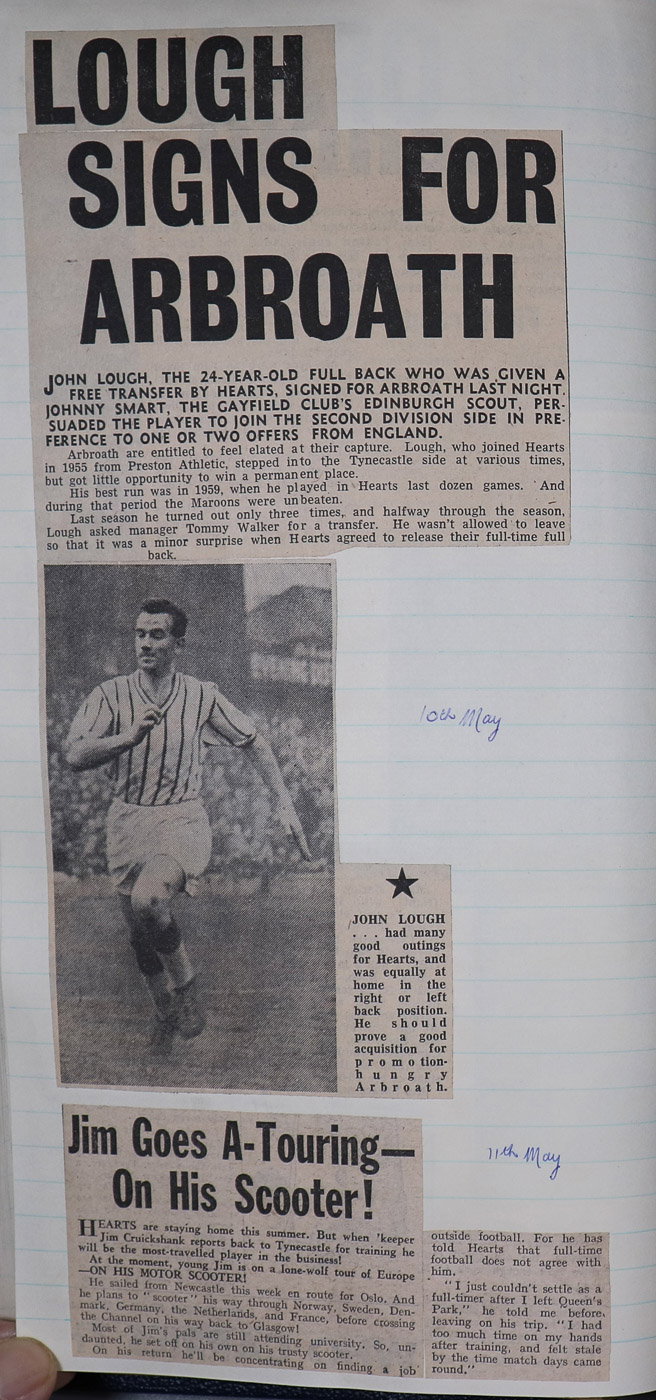 LOUGH
SIGNS FOR
ARBROATH
JOHN LOUGH, THE 24-YEAR-OLD FULL BACK WHO WAS GIVEN A
FREE TRANSFER BY HEARTS, SIGNED FOR ARBROATH LAST NIGHT.
JOHNNY SMART, THE GAYFIELD CLUB'S EDINBURGH SCOUT, PER-
SUADED THE PLAYER TO JOIN THE SECOND DIVISION SIDE IN PRE-
FERENCE TO ONE OR TWO OFFERS FROM ENGLAND.
Arbroath are entitled to feel elated at their capture. Lough, who joined Hearts
in 1955 from Preston Athletic, stepped into the Tynecastle side at various times,
but got little opportunity to win a permanent place.
His best run was in 1959, when he played in Hearts last dozen games. And
during that period the Maroons were unbeaten.
Last season he turned out only three times, and halfway through the season,
Lough asked manager Tommy Walker for a transfer. He wasn't allowed to leave
so that it was a minor surprise when Hearts agreed to release their full-time full
back.
10th May
JOHN LOUGH
. . . had many
good outings
for Hearts, and
was equally at
home in the
right or left
back position.
He should
prove a good
acquisition for
promotion-
hungry
Arbroath.
Jim Goes A-Touring—
On His Scooter!
11th May
HEARTS are staying home this summer. But when 'keeper
Jim Cruickshank reports back to Tynecastle for training he
will be the most-travelled player in the business!
At the moment, young Jim is on a lone-wolf tour of Europe
—ON HIS MOTOR SCOOTER!
He sailed from Newcastle this week en route for Oslo. And
he plans to "scooter" his way through Norway, Sweden, Den-
mark, Germany, the Netherlands, and France, before crossing
the Channel on his way back to Glasgow!
Most of Jim's pals are still attending university. So, un-
daunted, he set off on his own on his trusty scooter.
On his return he'll be concentrating on finding a job
outside football. For he has
told Hearts that full-time
football does not agree with
him.
"I just couldn't settle as a
full-timer after I left Queen's
Park," he told me before
leaving on his trip. "I had
too much time on my hands
after training, and felt stale
by the time match days came
round."